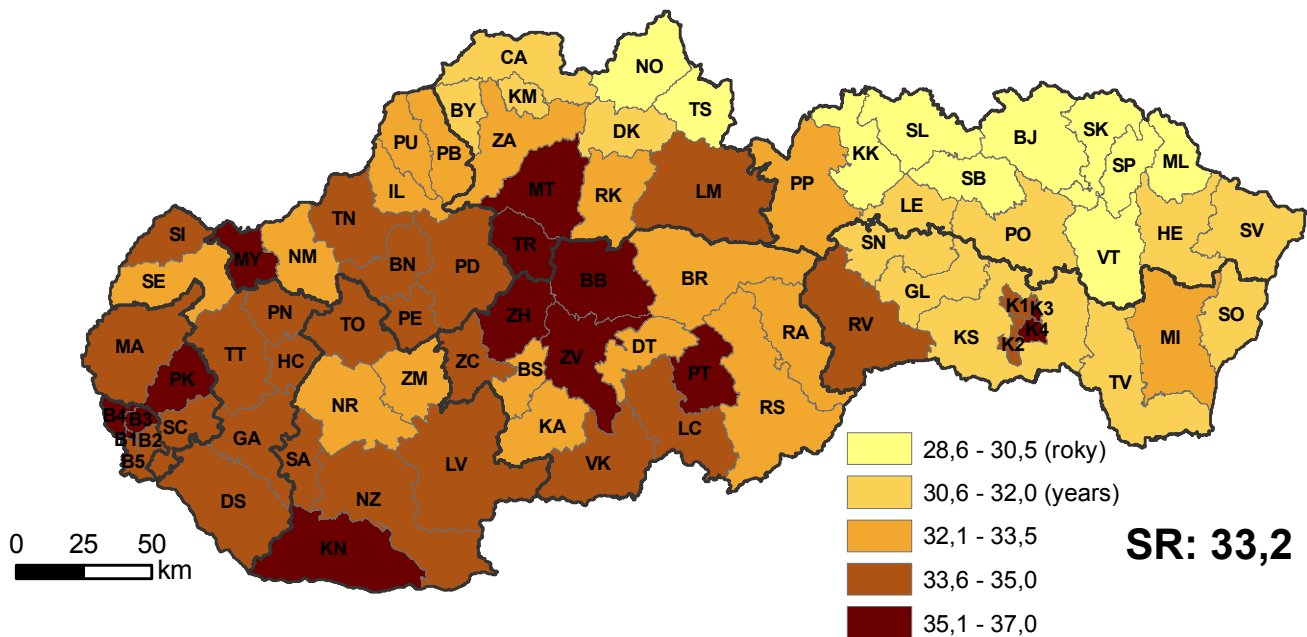 CA
NO
KM
BY
TS
PU
PB
ZA
DK
KK
SL
BJ
SK
SP
ML
IL
MT
RK
LM
PP
SB
LE
TN
TR
PO
HE
SV
SI
MY
NM
BN
PD
BB
BR
SN
GL
VT
SE
PN
TO
PE
ZH
RA
RV
K1
K3
K4
K2
KS
MI
SO
MA
TT
HC
ZC
ZV
DT
PT
BS
TV
PK
NR
ZM
KA
RS
B4
B3
B1
B2
SC
B5
GA
SA
LV
VK
LC
DS
NZ
KN
0 25 50
km
28,6 - 30,5 (roky)
30,6 - 32,0 (years)
32,1 - 33,5
33,6 - 35,0
35,1 - 37,0
SR: 33,2